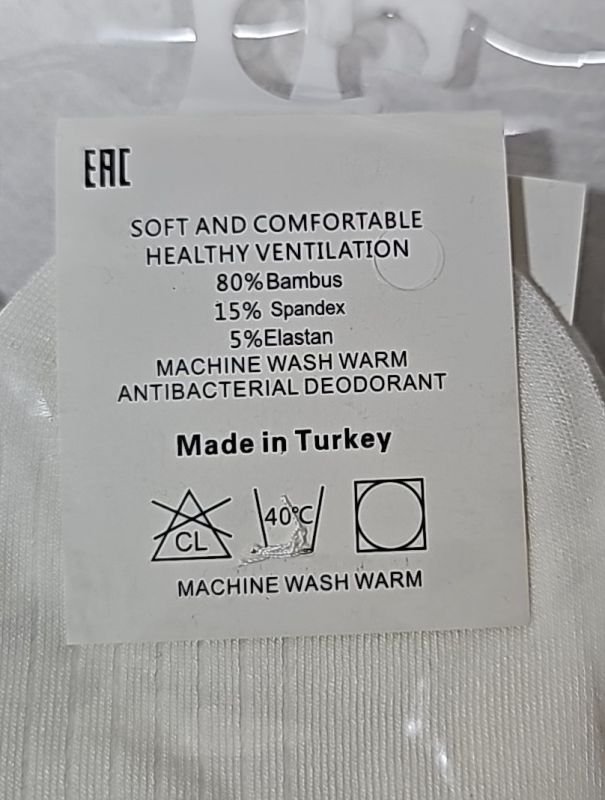 EAC
SOFT AND COMFORTABLE
HEALTHY VENTILATION
80%Bambus
15% Spandex
5%Elastan
MACHINE WASH WARM
ANTIBACTERIAL DEODORANT
Made in Turkey
CL
40°C
MACHINE WASH WARM